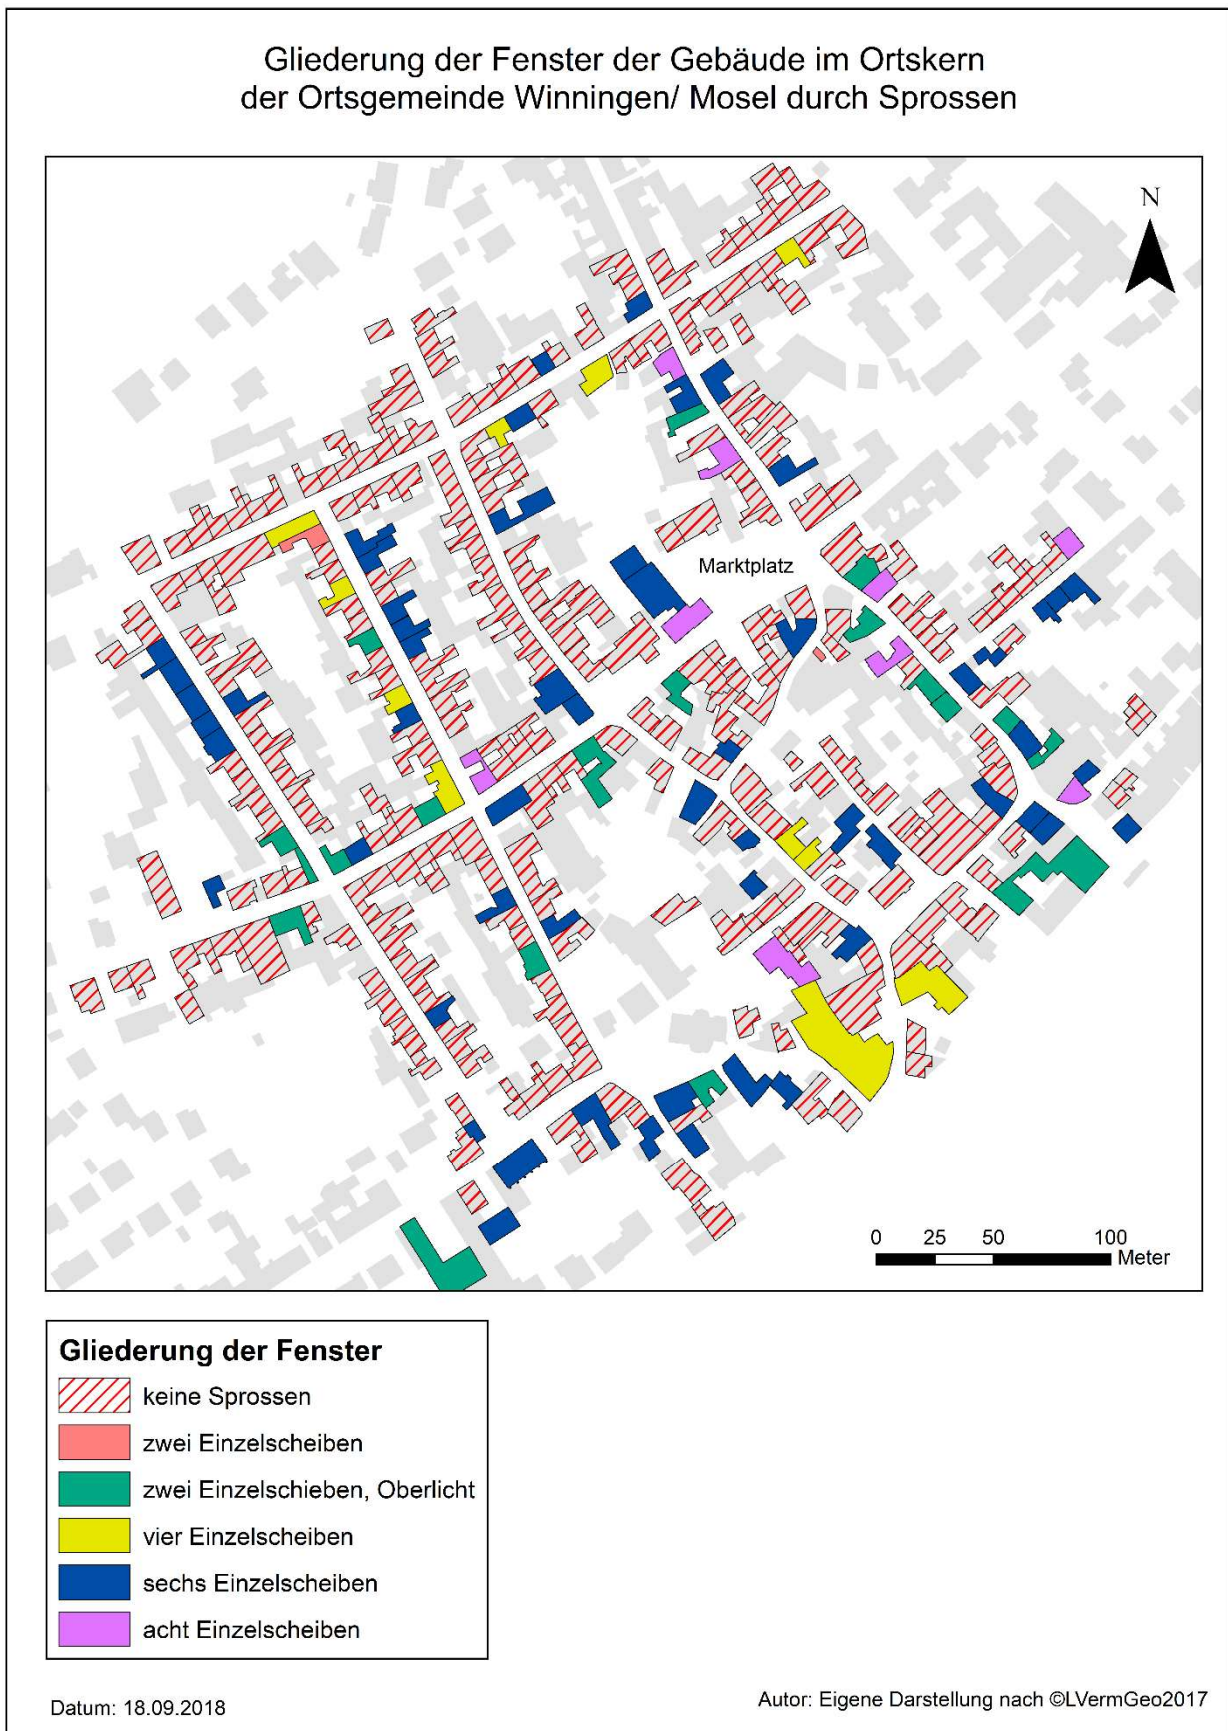 Gliederung der Fenster der Gebäude im Ortskern
der Ortsgemeinde Winningen/ Mosel durch Sprossen
N
Marktplatz
0 25 50 100
Meter
Gliederung der Fenster
keine Sprossen
zwei Einzelscheiben
zwei Einzelschieben, Oberlicht
vier Einzelscheiben
sechs Einzelscheiben
acht Einzelscheiben
Datum: 18.09.2018
Autor: Eigene Darstellung nach ©LVermGeo2017